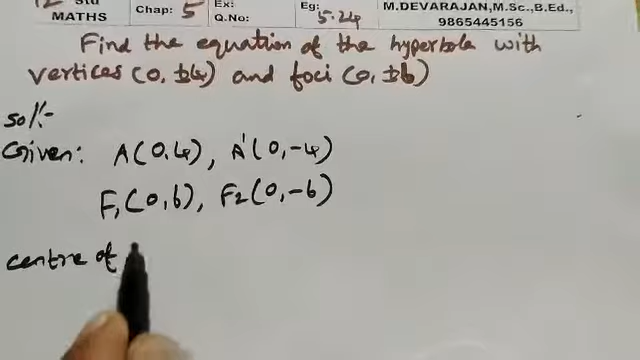 12 Std MATHS Chap: 5 Ex: Q.No: Eg: 5.24 M.DEVARAJAN,M.Sc.,B.Ed., 9865445156
Find the equation of the hyperbola with
vertices (0, ±4) and foci (0, ±6)
Sol:-
Given: A(0,4), A'(0,-4)
F₁(0,6), F₂(0,-6)
centre of